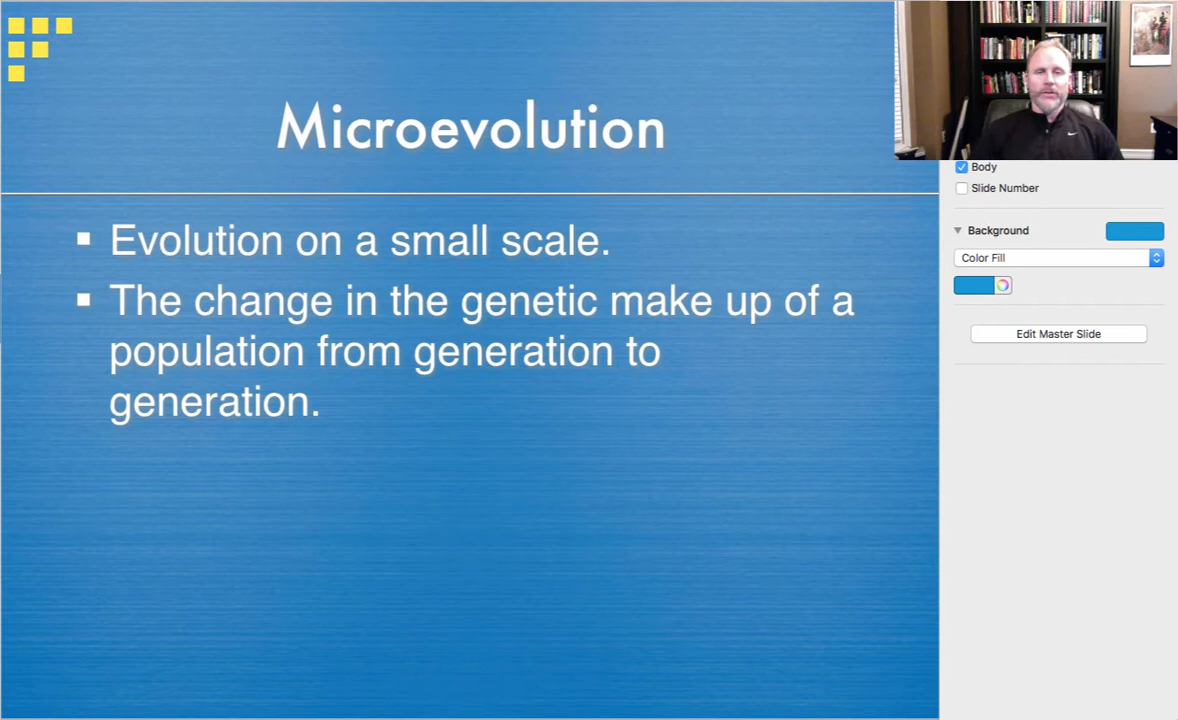 Microevolution
Evolution on a small scale.
The change in the genetic make up of a
population from generation to
generation.
Body
Slide Number
Background
Color Fill
Edit Master Slide